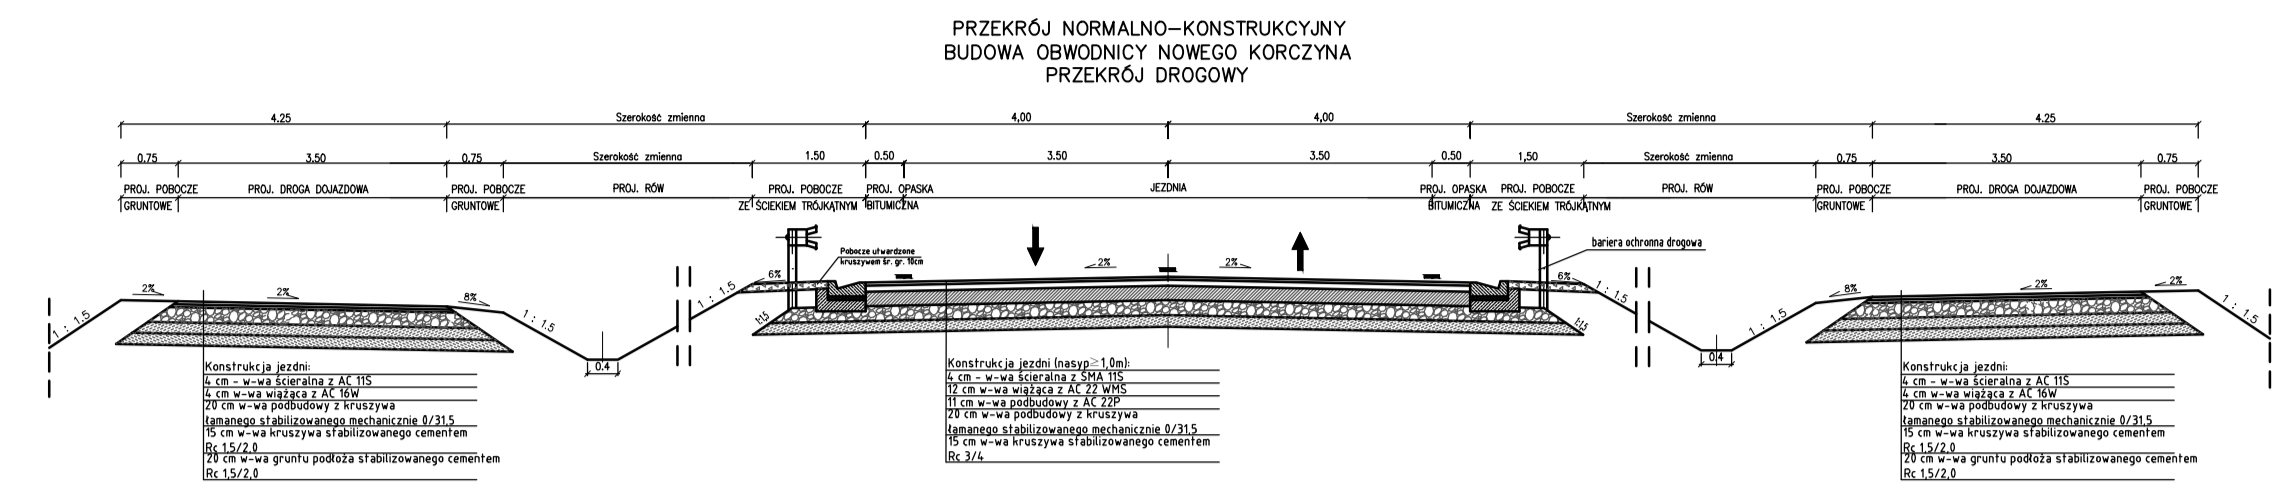 PRZEKRÓJ NORMALNO-KONSTRUKCYJNY
BUDOWA OBWODNICY NOWEGO KORCZYNA
PRZEKRÓJ DROGOWY
4.25 Szerokość zmienna 4,00 4,00 Szerokość zmienna 4.25
0.75 3.50 0.75 Szerokość zmienna 1.50 0.50 3.50 3.50 0.50 1,50 Szerokość zmienna 0.75 3.50 0.75
PROJ. POBOCZE PROJ. DROGA DOJAZDOWA PROJ. POBOCZE PROJ. RÓW PROJ. POBOCZE PROJ. OPASKA JEZDNIA PROJ. OPASKA PROJ. POBOCZE PROJ. RÓW PROJ. POBOCZE PROJ. DROGA DOJAZDOWA PROJ. POBOCZE
GRUNTOWE GRUNTOWE ZE ŚCIEKIEM TRÓJKĄTNYM BITUMICZNA BITUMICZNA ZE ŚCIEKIEM TRÓJKĄTNYM GRUNTOWE GRUNTOWE
Pobocze utwardzone
kruszywem śr. gr. 10cm
bariera ochronna drogowa
1 : 1.5 2% 2% 8% 1 : 1.5 1 : 1.5 6% 2% 2% 6% 1 : 1.5 1 : 1.5 8% 2% 2% 1 : 1.5
1:1.5 1:1.5
0.4 0.4
Konstrukcja jezdni:
4 cm - w-wa ścieralna z AC 11S
4 cm w-wa wiążąca z AC 16W
20 cm w-wa podbudowy z kruszywa
łamanego stabilizowanego mechanicznie 0/31,5
15 cm w-wa kruszywa stabilizowanego cementem
Rc 1,5/2,0
20 cm w-wa gruntu podłoża stabilizowanego cementem
Rc 1,5/2,0
Konstrukcja jezdni (nasyp≥1,0m):
4 cm - w-wa ścieralna z SMA 11S
12 cm w-wa wiążąca z AC 22 WMS
11 cm w-wa podbudowy z AC 22P
20 cm w-wa podbudowy z kruszywa
łamanego stabilizowanego mechanicznie 0/31,5
15 cm w-wa kruszywa stabilizowanego cementem
Rc 3/4
Konstrukcja jezdni:
4 cm - w-wa ścieralna z AC 11S
4 cm w-wa wiążąca z AC 16W
20 cm w-wa podbudowy z kruszywa
łamanego stabilizowanego mechanicznie 0/31,5
15 cm w-wa kruszywa stabilizowanego cementem
Rc 1,5/2,0
20 cm w-wa gruntu podłoża stabilizowanego cementem
Rc 1,5/2,0